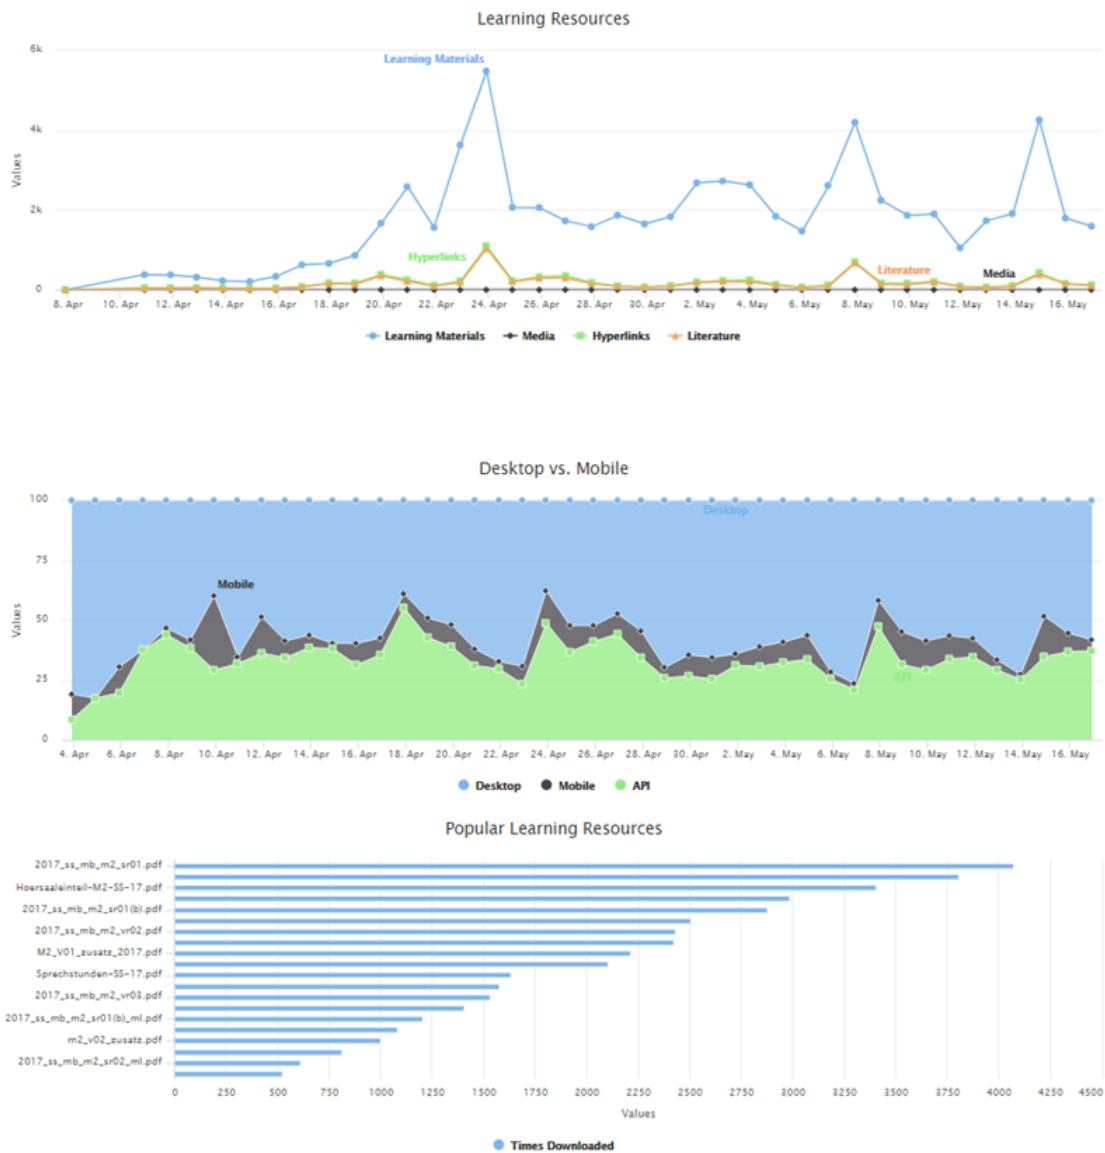 Learning Resources
6k
Learning Materials
4k
Values
2k
Hyperlinks
Literature
Media
0
8. Apr 10. Apr 12. Apr 14. Apr 16. Apr 18. Apr 20. Apr 22. Apr 24. Apr 26. Apr 28. Apr 30. Apr 2. May 4. May 6. May 8. May 10. May 12. May 14. May 16. May
Learning Materials Media Hyperlinks Literature
Desktop vs. Mobile
100
Desktop
75
Mobile
Values
50
25
API
0
4. Apr 6. Apr 8. Apr 10. Apr 12. Apr 14. Apr 16. Apr 18. Apr 20. Apr 22. Apr 24. Apr 26. Apr 28. Apr 30. Apr 2. May 4. May 6. May 8. May 10. May 12. May 14. May 16. May
Desktop Mobile API
Popular Learning Resources
2017_ss_mb_m2_sr01.pdf
Hoersaaleinteil-M2-SS-17.pdf
2017_ss_mb_m2_sr01(b).pdf
2017_ss_mb_m2_vr02.pdf
M2_V01_zusatz_2017.pdf
Sprechstunden-SS-17.pdf
2017_ss_mb_m2_vr03.pdf
2017_ss_mb_m2_sr01(b)_ml.pdf
m2_v02_zusatz.pdf
2017_ss_mb_m2_sr02_ml.pdf
0 250 500 750 1000 1250 1500 1750 2000 2250 2500 2750 3000 3250 3500 3750 4000 4250 4500
Values
Times Downloaded